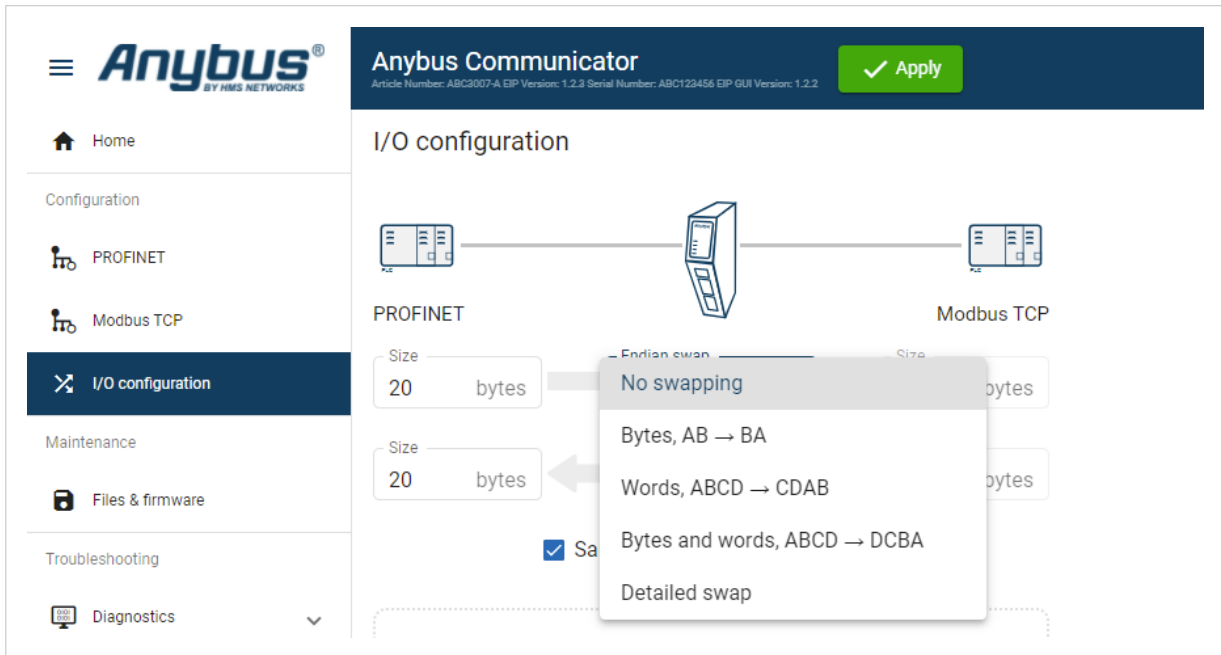 Anybus®
BY HMS NETWORKS
Anybus Communicator
Article Number: ABC3007-A EIP Version: 1.2.3 Serial Number: ABC123456 EIP GUI Version: 1.2.2
Apply
Home
Configuration
PROFINET
Modbus TCP
I/O configuration
Maintenance
Files & firmware
Troubleshooting
Diagnostics
I/O configuration
Anybus
PLC
PLC
PROFINET
Modbus TCP
Size
Endian swap
Size
20 bytes
bytes
No swapping
Bytes, AB → BA
Size
20 bytes
bytes
Words, ABCD → CDAB
Bytes and words, ABCD → DCBA
Sa
Detailed swap